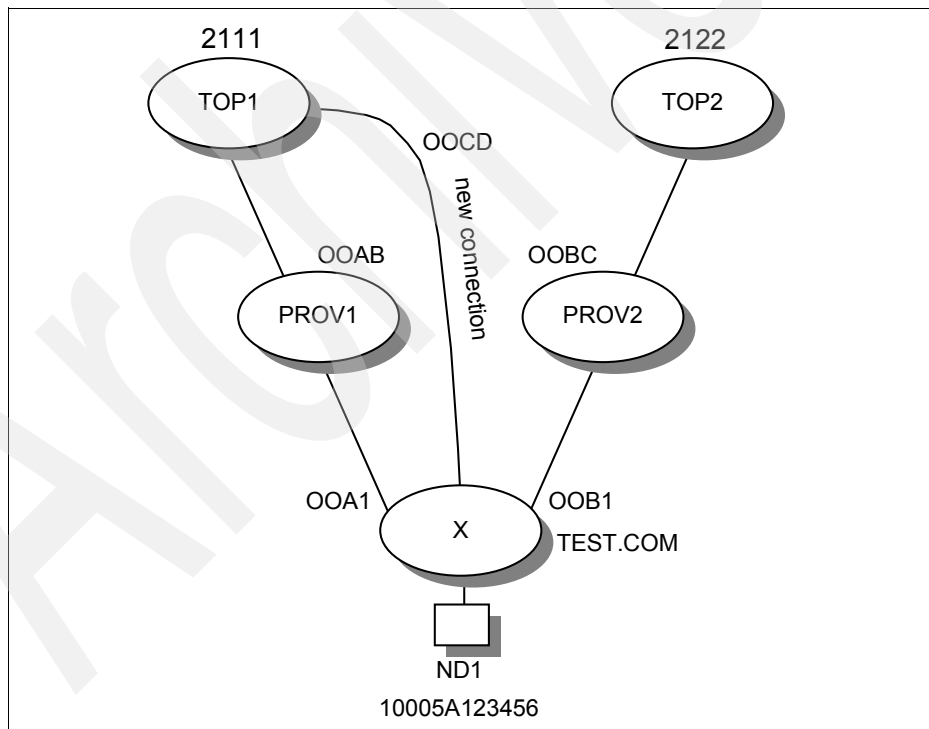 2111
2122
TOP1
TOP2
OOCD
new connection
OOAB
OOBC
PROV1
PROV2
OOA1
OOB1
X
TEST.COM
ND1
10005A123456